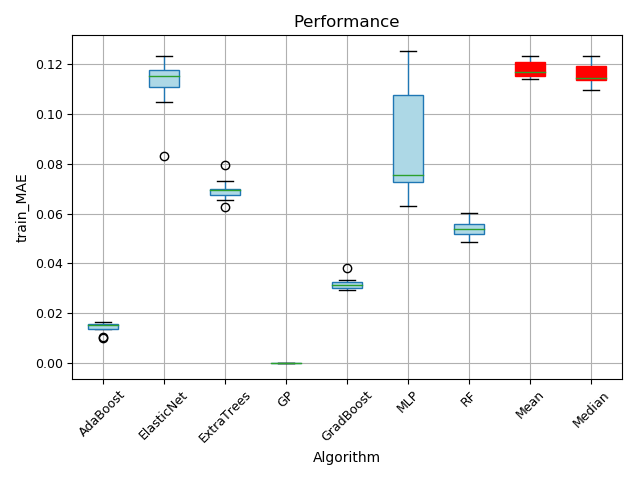 Performance
train_MAE
0.12
0.10
0.08
0.06
0.04
0.02
0.00
AdaBoost
ElasticNet
ExtraTrees
GP
GradBoost
MLP
RF
Mean
Median
Algorithm